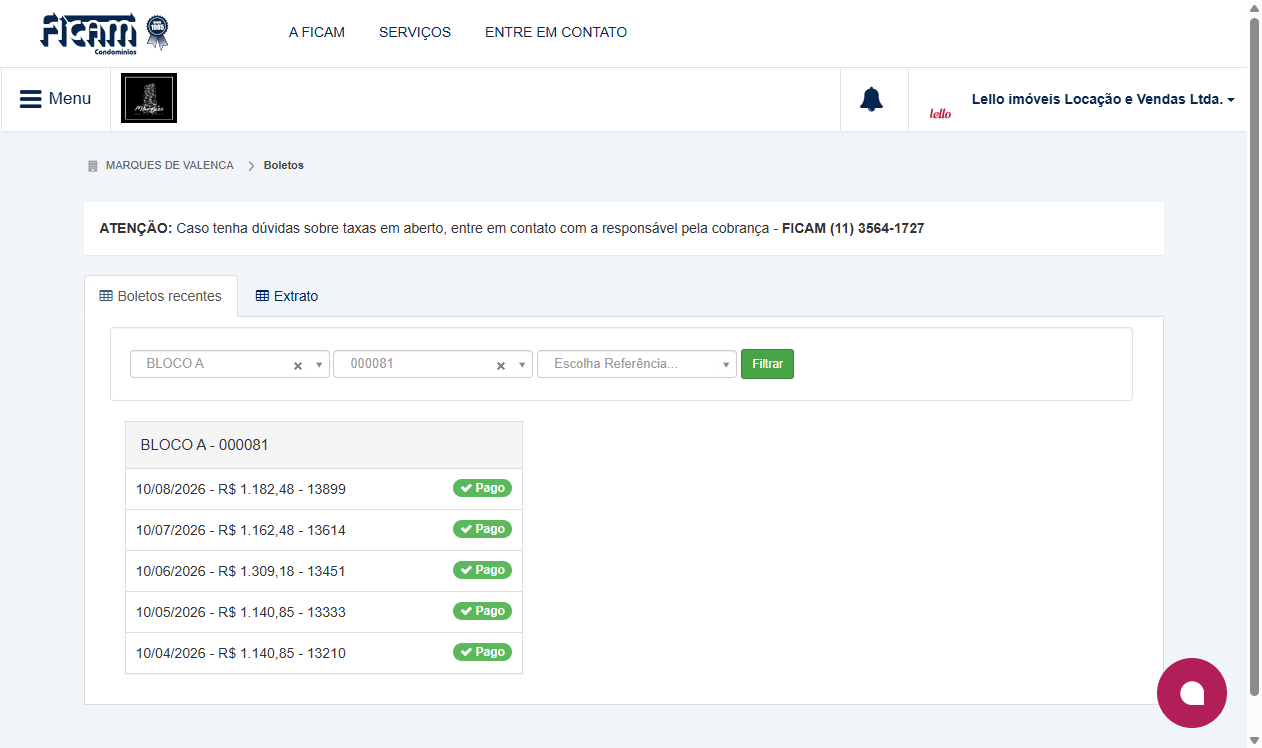 FICAM
Condomínios
1985
A FICAM SERVIÇOS ENTRE EM CONTATO
Menu
Marquês
lello
Lello imóveis Locação e Vendas Ltda.
MARQUES DE VALENCA > Boletos
ATENÇÃO: Caso tenha dúvidas sobre taxas em aberto, entre em contato com a responsável pela cobrança - FICAM (11) 3564-1727
Boletos recentes Extrato
BLOCO A × 000081 × Escolha Referência... Filtrar
BLOCO A - 000081
10/08/2026 - R$ 1.182,48 - 13899 Pago
10/07/2026 - R$ 1.162,48 - 13614 Pago
10/06/2026 - R$ 1.309,18 - 13451 Pago
10/05/2026 - R$ 1.140,85 - 13333 Pago
10/04/2026 - R$ 1.140,85 - 13210 Pago